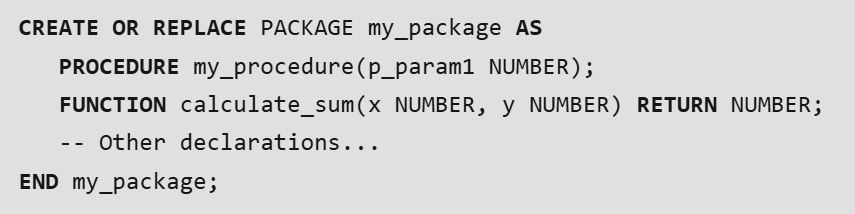 CREATE OR REPLACE PACKAGE my_package AS
PROCEDURE my_procedure(p_param1 NUMBER);
FUNCTION calculate_sum(x NUMBER, y NUMBER) RETURN NUMBER;
-- Other declarations...
END my_package;